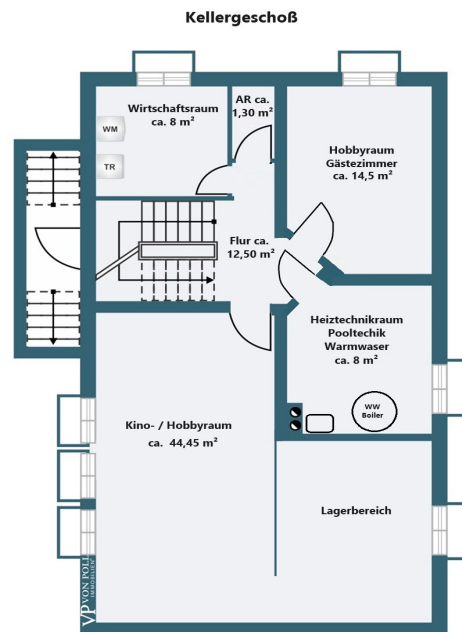 Kellergeschoß
Wirtschaftsraum
ca. 8 m²
AR ca.
1,30 m²
WM
TR
Hobbyraum
Gästezimmer
ca. 14,5 m²
Flur ca.
12,50 m²
Heiztechnikraum
Pooltechik
Warmwaser
ca. 8 m²
WW
Boiler
Kino- / Hobbyraum
ca. 44,45 m²
Lagerbereich
VP VON POLL
IMMOBILIEN